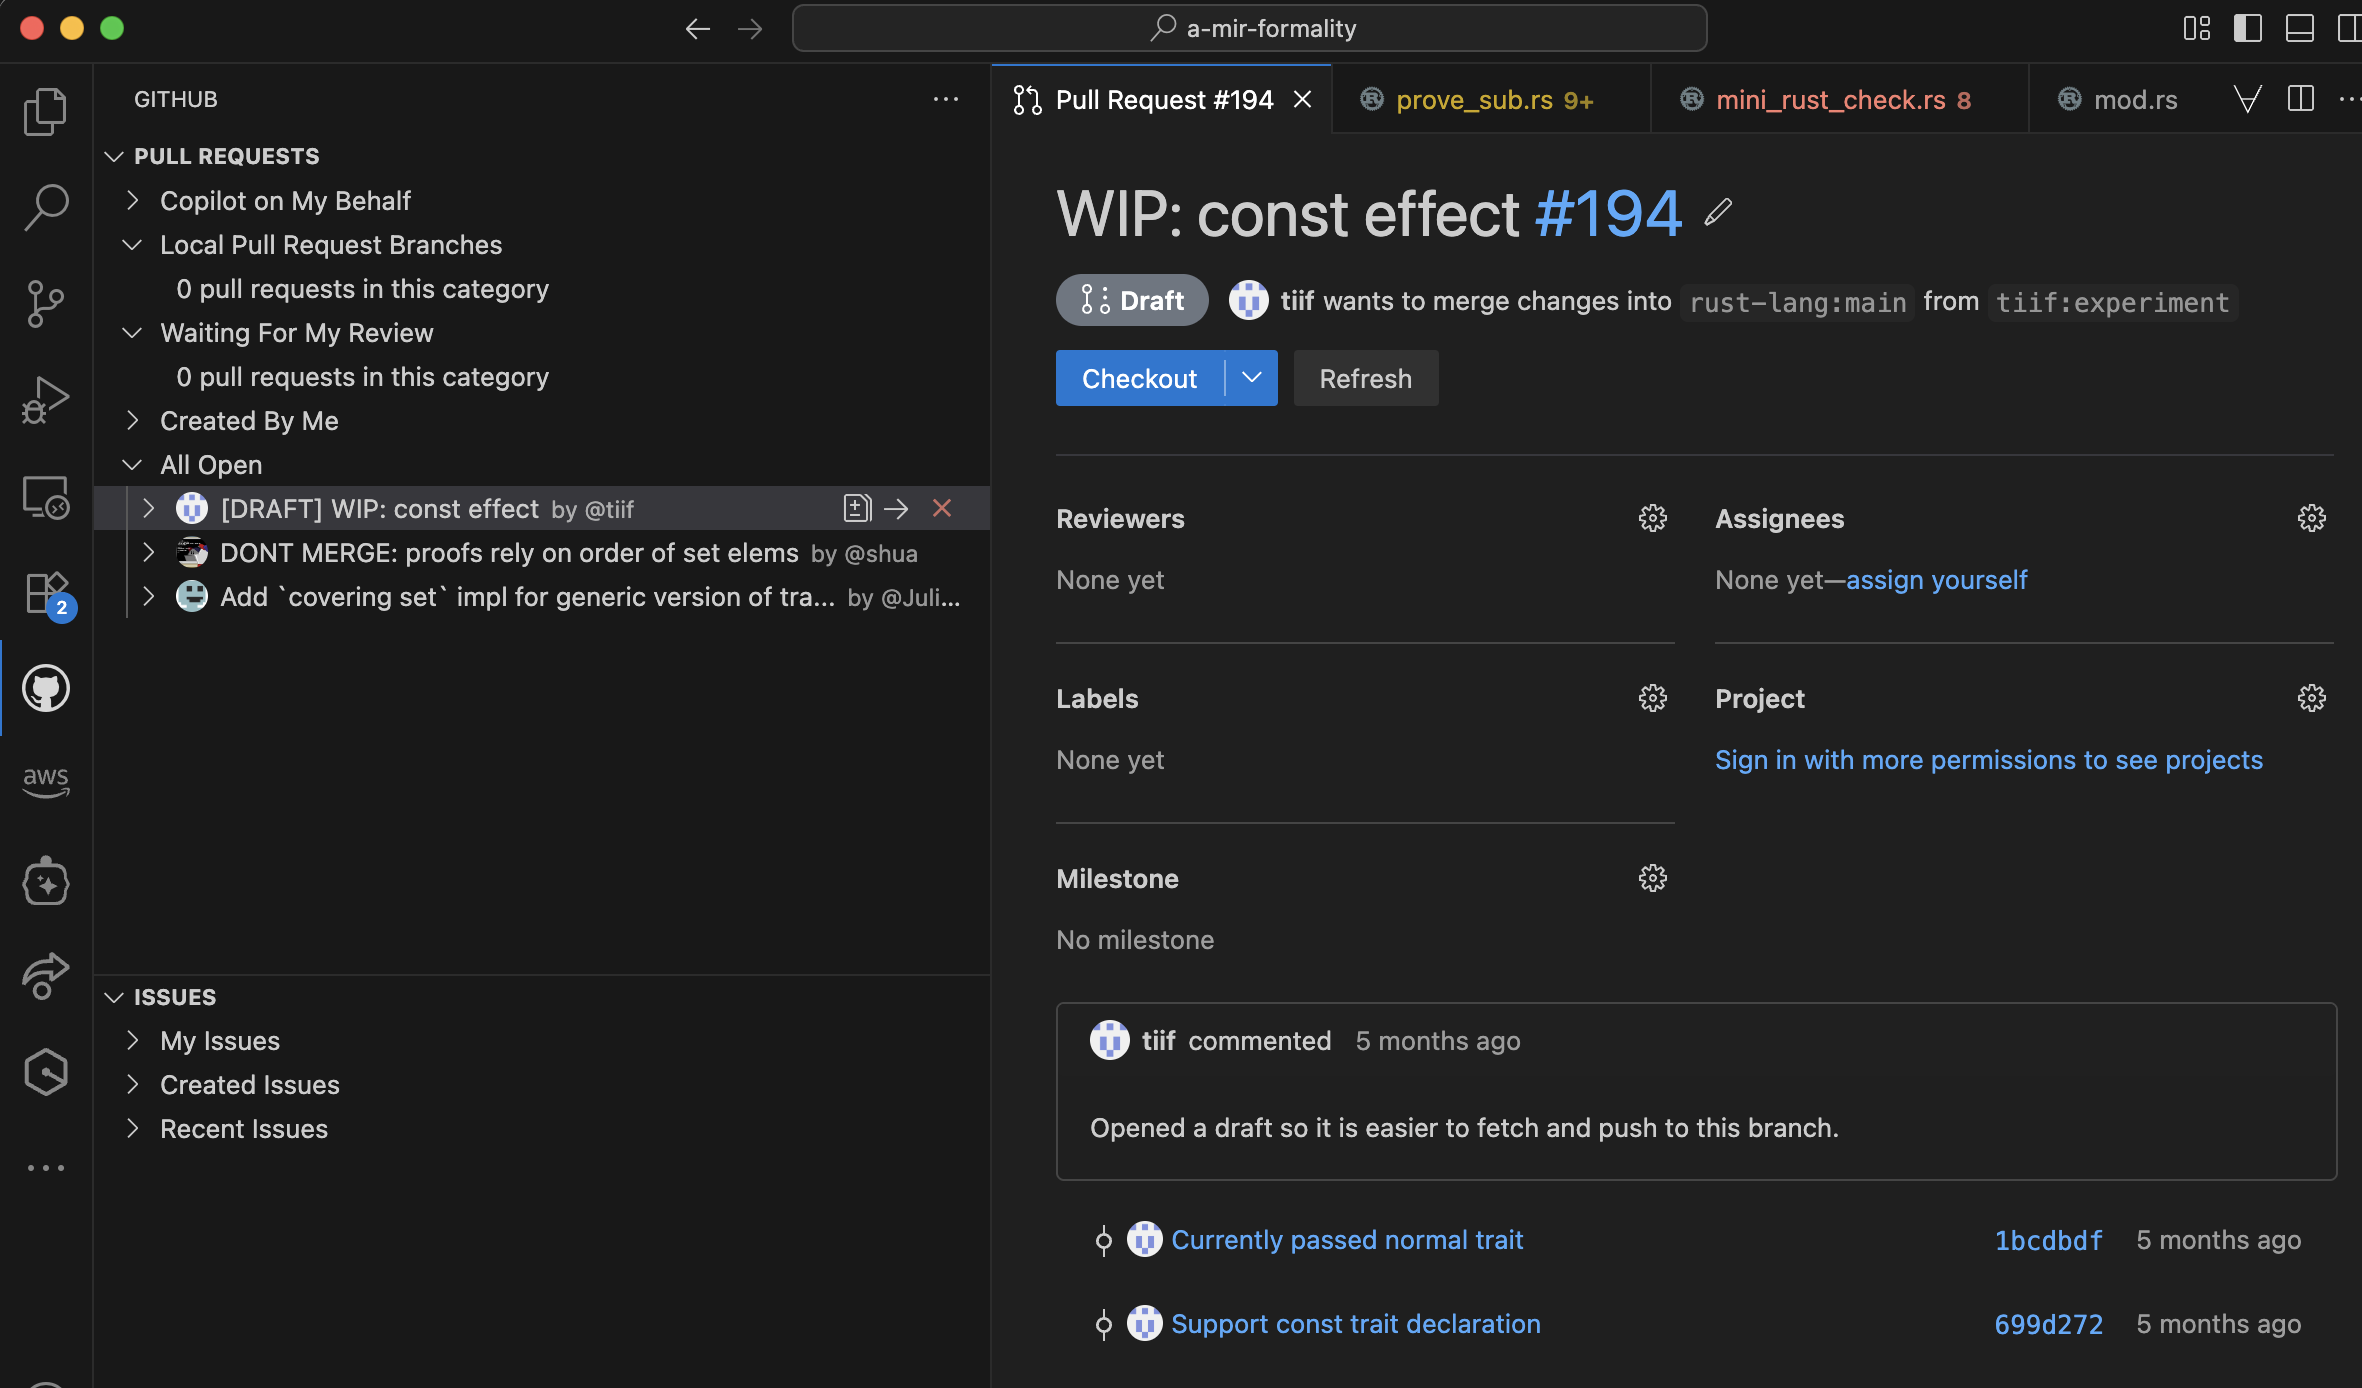 a-mir-formality
GITHUB
PULL REQUESTS
Copilot on My Behalf
Local Pull Request Branches
0 pull requests in this category
Waiting For My Review
0 pull requests in this category
Created By Me
All Open
[DRAFT] WIP: const effect by @tiif
DONT MERGE: proofs rely on order of set elems by @shua
Add `covering set` impl for generic version of tra... by @Juli...
ISSUES
My Issues
Created Issues
Recent Issues
2
aws
Pull Request #194
prove_sub.rs 9+
mini_rust_check.rs 8
mod.rs
WIP: const effect #194
Draft tiif wants to merge changes into rust-lang:main from tiif:experiment
Checkout Refresh
Reviewers
None yet
Assignees
None yet—assign yourself
Labels
None yet
Project
Sign in with more permissions to see projects
Milestone
No milestone
tiif commented 5 months ago
Opened a draft so it is easier to fetch and push to this branch.
Currently passed normal trait 1bcdbdf 5 months ago
Support const trait declaration 699d272 5 months ago